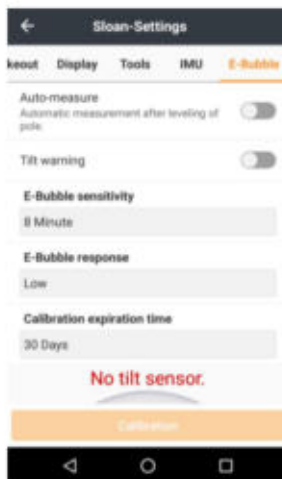 Sloan-Settings
keout Display Tools IMU E-Bubble
Auto-measure
Automatic measurement after leveling of
pole.
Tilt warning
E-Bubble sensitivity
8 Minute
E-Bubble response
Low
Calibration expiration time
30 Days
No tilt sensor.
Calibration